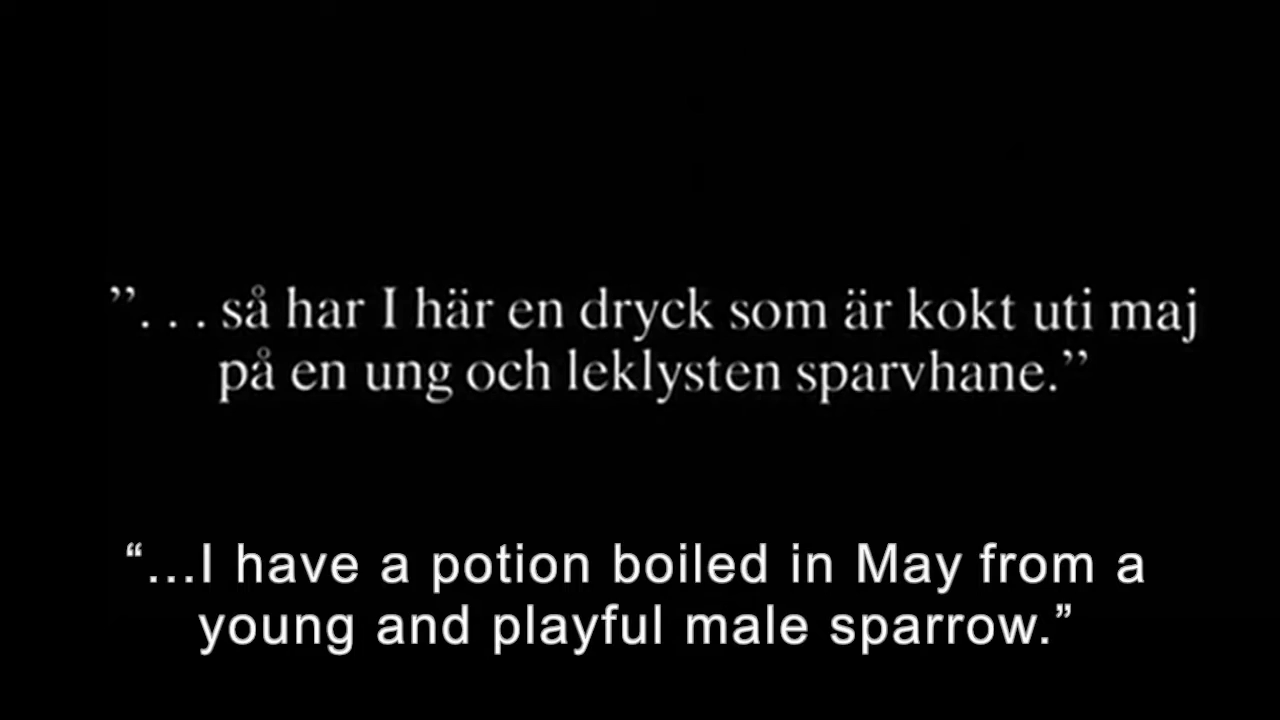 ”. . . så har I här en dryck som är kokt uti maj
på en ung och leklysten sparvhane.”
“...I have a potion boiled in May from a
young and playful male sparrow.”